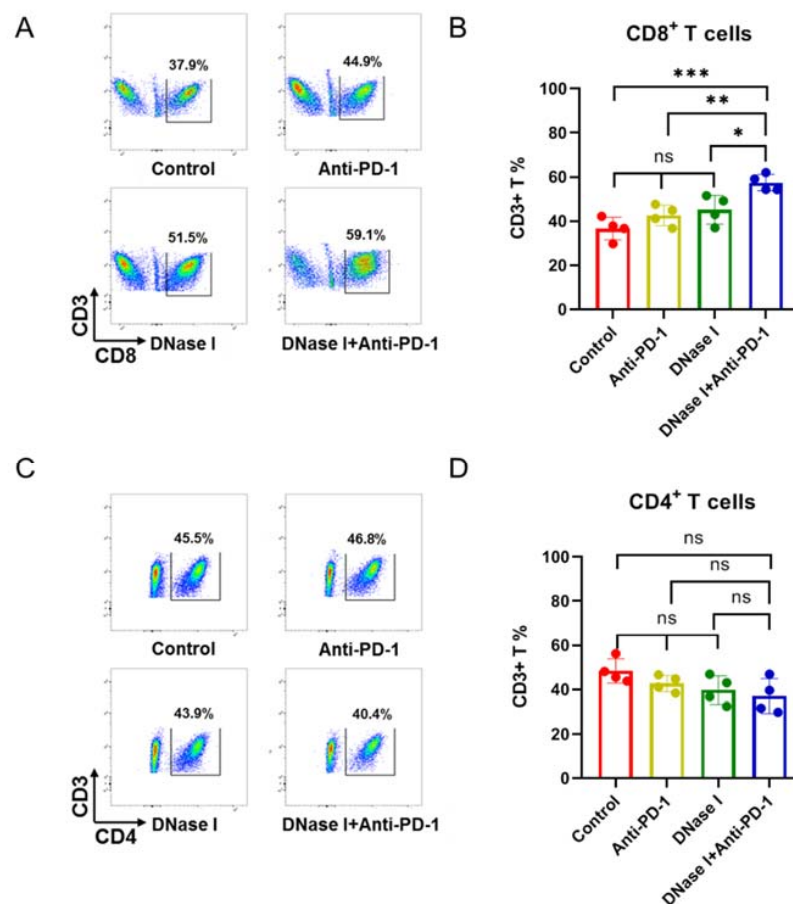 A
37.9%
44.9%
Control
Anti-PD-1
51.5%
59.1%
CD3
CD8
DNase I
DNase I+Anti-PD-1
B
CD8⁺ T cells
***
**
*
ns
CD3+ T %
100
80
60
40
20
0
Control
Anti-PD-1
DNase I
DNase I+Anti-PD-1
C
45.5%
46.8%
Control
Anti-PD-1
43.9%
40.4%
CD3
CD4
DNase I
DNase I+Anti-PD-1
D
CD4⁺ T cells
ns
ns
ns
ns
CD3+ T %
100
80
60
40
20
0
Control
Anti-PD-1
DNase I
DNase I+Anti-PD-1